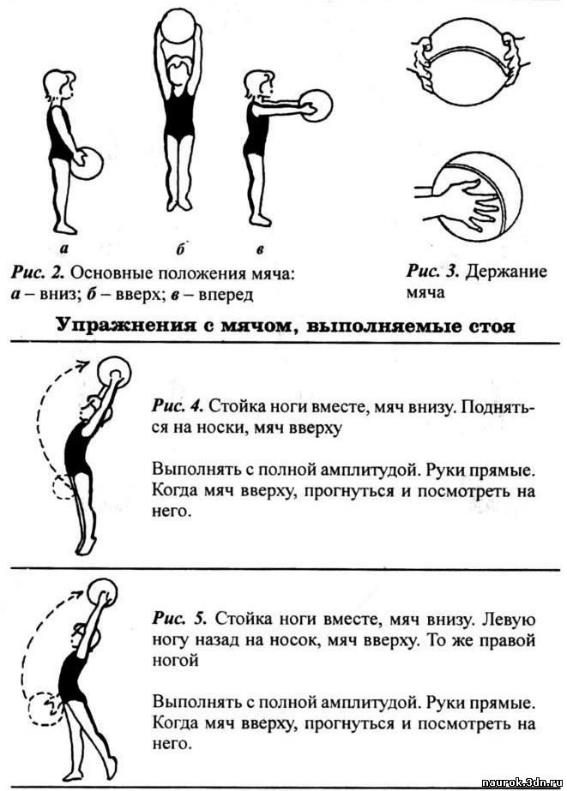 а
б
в
Рис. 2. Основные положения мяча:
а – вниз; б – вверх; в – вперед
Рис. 3. Держание
мяча
Упражнения с мячом, выполняемые стоя
Рис. 4. Стойка ноги вместе, мяч внизу. Поднять-
ся на носки, мяч вверху
Выполнять с полной амплитудой. Руки прямые.
Когда мяч вверху, прогнуться и посмотреть на
него.
Рис. 5. Стойка ноги вместе, мяч внизу. Левую
ногу назад на носок, мяч вверху. То же правой
ногой
Выполнять с полной амплитудой. Руки прямые.
Когда мяч вверху, прогнуться и посмотреть на
него.
naurok.3dn.ru